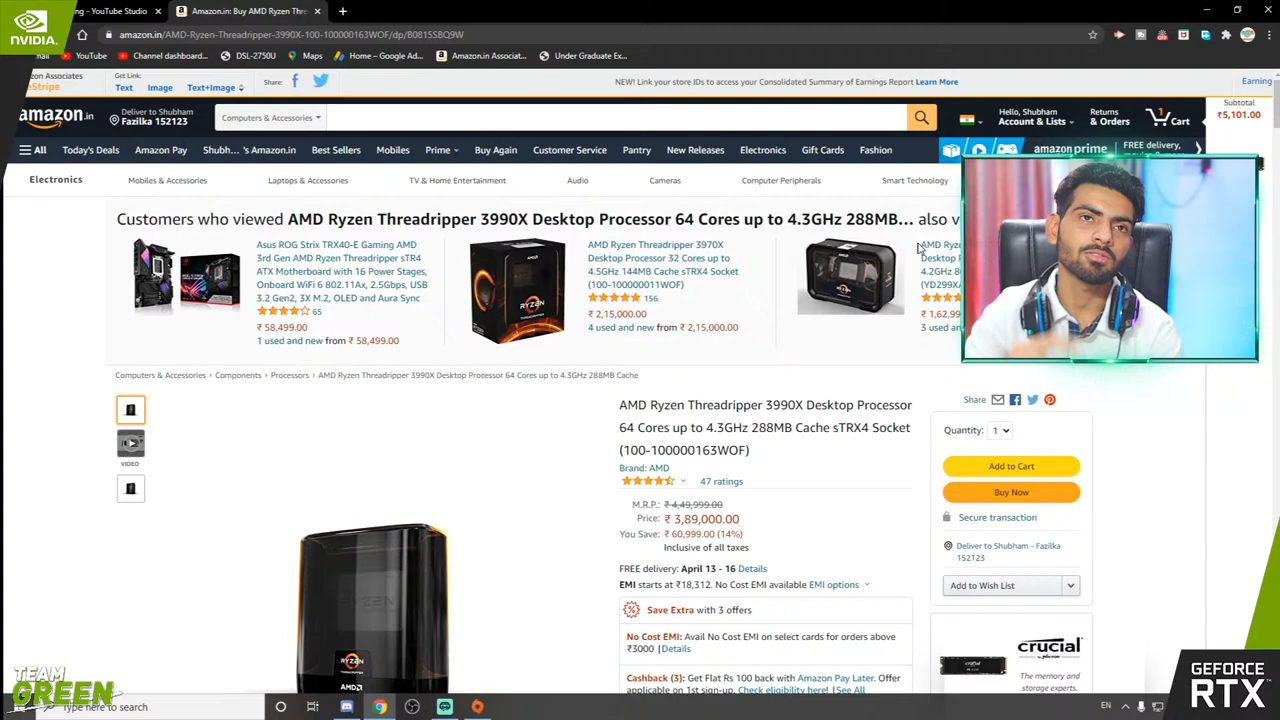 NVIDIA.
ng - YouTube Studio
Amazon.in: Buy AMD Ryzen Thre
amazon.in/AMD-Ryzen-Threadripper-3990X-100-100000163WOF/dp/B0815SBQ9W
YouTube
Channel dashboard...
DSL-2750U
Maps
Home – Google Ad...
Amazon.in Associat...
Under Graduate Ex...
zon Associates
eStripe
Get Link:
Text
Image
Text+Image
Share:
NEW! Link your store IDs to access your Consolidated Summary of Earnings Report Learn More
Earning
amazon.in
Deliver to Shubham
Fazilka 152123
Computers & Accessories
Hello, Shubham
Account & Lists
Returns
& Orders
1
Cart
Subtotal
₹5,101.00
All
Today's Deals
Amazon Pay
Shubh... 's Amazon.in
Best Sellers
Mobiles
Prime
Buy Again
Customer Service
Pantry
New Releases
Electronics
Gift Cards
Fashion
amazon prime
FREE delivery,
Electronics
Mobiles & Accessories
Laptops & Accessories
TV & Home Entertainment
Audio
Cameras
Computer Peripherals
Smart Technology
Customers who viewed AMD Ryzen Threadripper 3990X Desktop Processor 64 Cores up to 4.3GHz 288MB... also v
Asus ROG Strix TRX40-E Gaming AMD
3rd Gen AMD Ryzen Threadripper sTR4
ATX Motherboard with 16 Power Stages,
Onboard WiFi 6 802.11Ax, 2.5Gbps, USB
3.2 Gen2, 3X M.2, OLED and Aura Sync
65
₹ 58,499.00
1 used and new from ₹ 58,499.00
RYZEN
AMD Ryzen Threadripper 3970X
Desktop Processor 32 Cores up to
4.5GHz 144MB Cache sTRX4 Socket
(100-100000011WOF)
156
₹ 2,15,000.00
4 used and new from ₹ 2,15,000.00
AMD Ryze
Desktop P
4.2GHz 8
(YD299XA
₹ 1,62,99
3 used an
Computers & Accessories › Components › Processors › AMD Ryzen Threadripper 3990X Desktop Processor 64 Cores up to 4.3GHz 288MB Cache
VIDEO
AMD Ryzen Threadripper 3990X Desktop Processor
64 Cores up to 4.3GHz 288MB Cache sTRX4 Socket
(100-100000163WOF)
Brand: AMD
47 ratings
M.R.P.: ₹ 4,49,999.00
Price: ₹ 3,89,000.00
You Save: ₹ 60,999.00 (14%)
Inclusive of all taxes
FREE delivery: April 13 - 16 Details
EMI starts at ₹18,312. No Cost EMI available EMI options
Save Extra with 3 offers
No Cost EMI: Avail No Cost EMI on select cards for orders above
₹3000 |Details
Cashback (3): Get Flat Rs 100 back with Amazon Pay Later. Offer
applicable on 1st sign-up. Check eligibility here! |See All
Share
Quantity: 1
Add to Cart
Buy Now
Secure transaction
Deliver to Shubham - Fazilka
152123
Add to Wish List
crucial
by Micron
The memory and
storage experts.
RYZEN
RYZEN
AMD
TEAM
GREEN
Type here to search
EN
GEFORCE
RTX